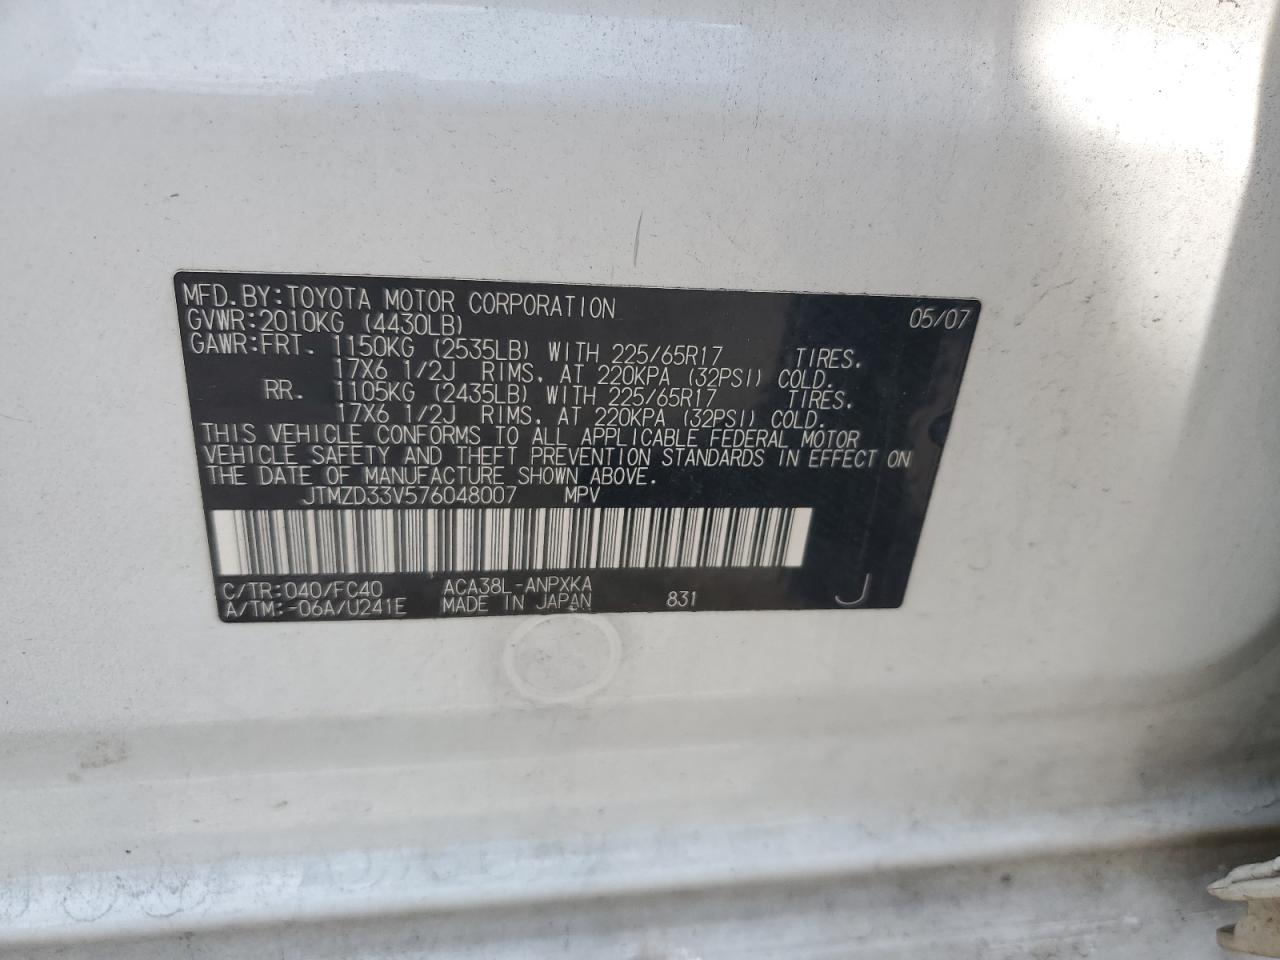 MFD.BY:TOYOTA MOTOR CORPORATION 05/07
GVWR:2010KG (4430LB)
GAWR:FRT. 1150KG (2535LB) WITH 225/65R17 TIRES.
17X6 1/2J RIMS, AT 220KPA (32PSI) COLD.
RR. 1105KG (2435LB) WITH 225/65R17 TIRES,
17X6 1/2J RIMS, AT 220KPA (32PSI) COLD.
THIS VEHICLE CONFORMS TO ALL APPLICABLE FEDERAL MOTOR
VEHICLE SAFETY AND THEFT PREVENTION STANDARDS IN EFFECT ON
THE DATE OF MANUFACTURE SHOWN ABOVE.
JTMZD33V576048007 MPV
C/TR:040/FC40 ACA38L-ANPXKA
A/TM:-06A/U241E MADE IN JAPAN 831 J